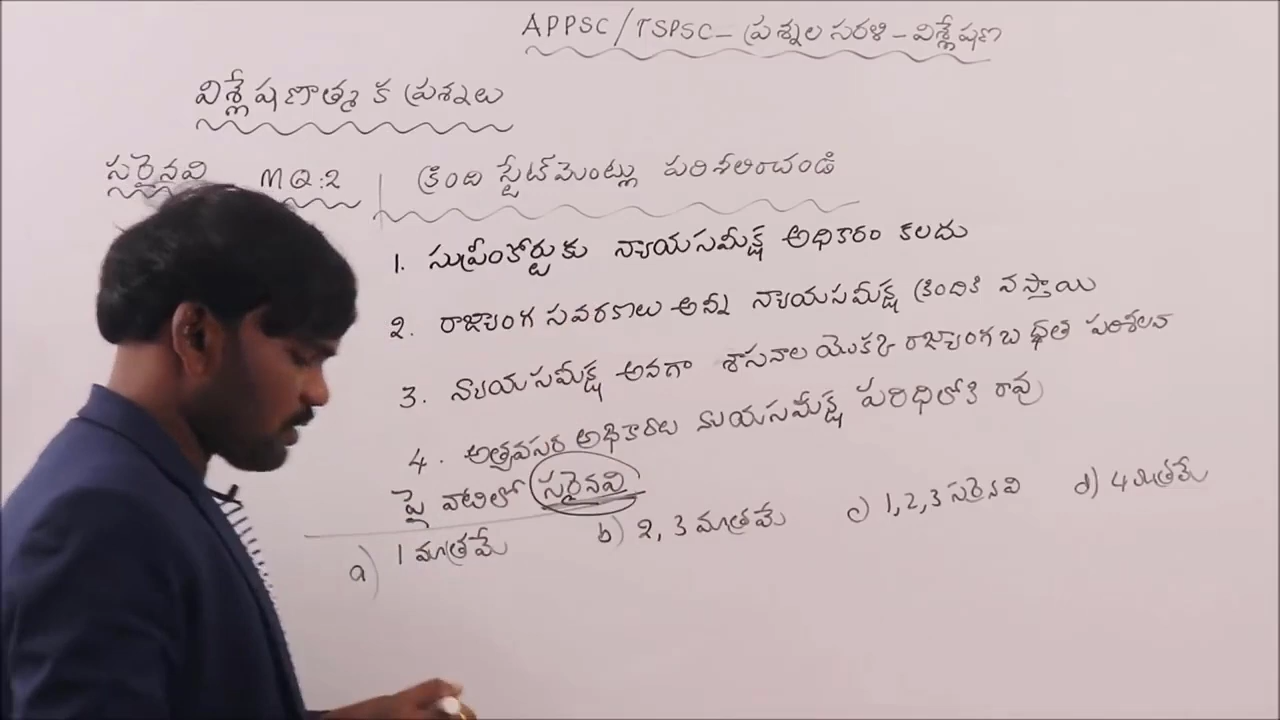 APPSC/TSPSC - ప్రశ్నల సరళి - విశ్లేషణ
విశ్లేషణాత్మక ప్రశ్నలు
సరైనవి MQ:2 క్రింది స్టేట్‌మెంట్లు పరిశీలించండి
1. సుప్రీంకోర్టుకు న్యాయసమీక్ష అధికారం కలదు
2. రాజ్యాంగ సవరణలు అన్నీ న్యాయసమీక్ష క్రిందికి వస్తాయి
3. న్యాయసమీక్ష అనగా శాసనాల యొక్క రాజ్యాంగబద్ధత పరిశీలన
4. అత్యవసర అధికారాలు న్యాయసమీక్ష పరిధిలోకి రావు
పై వాటిలో సరైనవి
a) 1 మాత్రమే b) 2, 3 మాత్రమే c) 1, 2, 3 సరైనవి d) 4 మాత్రమే